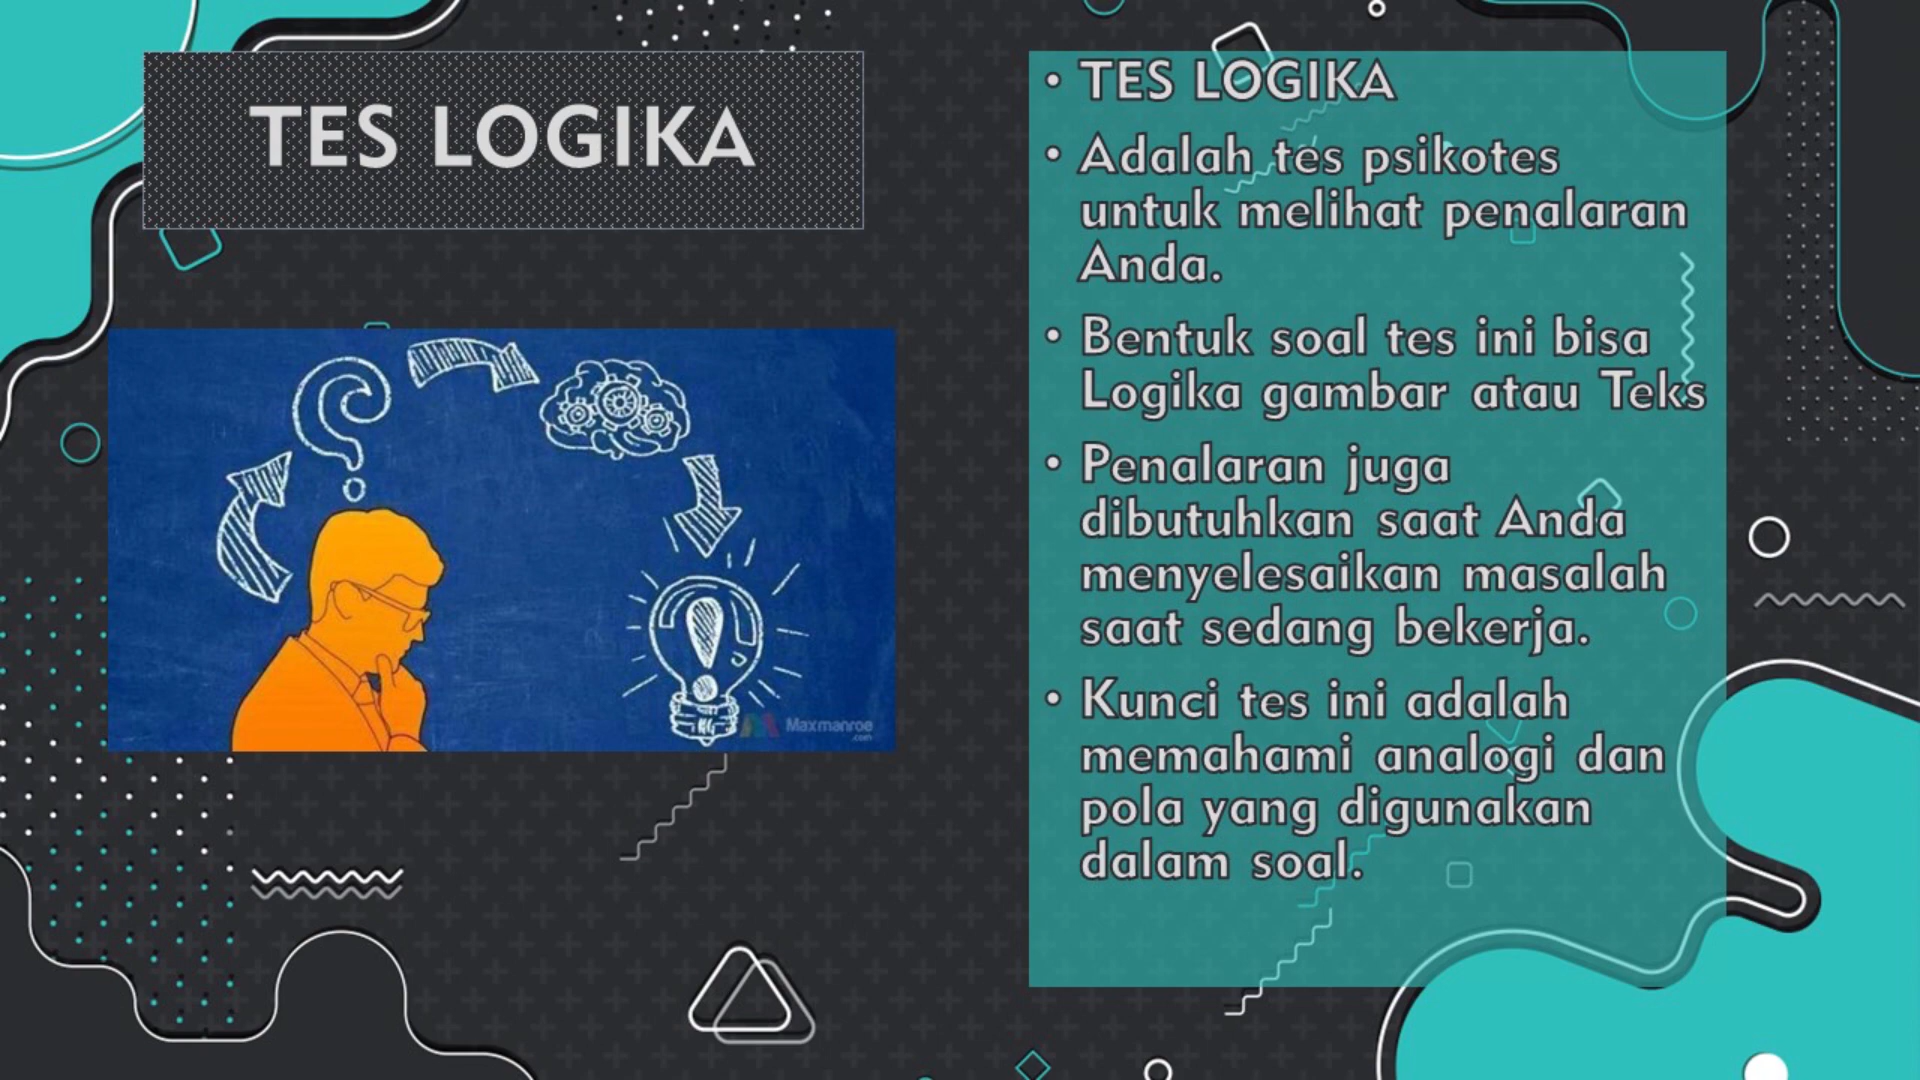 TES LOGIKA
• TES LOGIKA
• Adalah tes psikotes
untuk melihat penalaran
Anda.
• Bentuk soal tes ini bisa
Logika gambar atau Teks
• Penalaran juga
dibutuhkan saat Anda
menyelesaikan masalah
saat sedang bekerja.
• Kunci tes ini adalah
memahami analogi dan
pola yang digunakan
dalam soal.
Maxmanroe
.com